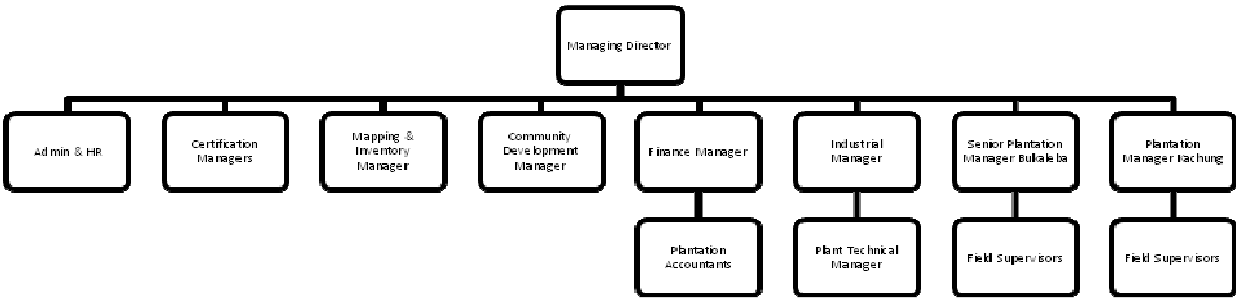 Managing Director
Admin & HR
Certification
Managers
Mapping &
Inventory
Manager
Community
Development
Manager
Finance Manager
Industrial
Manager
Senior Plantation
Manager Bukaleba
Plantation
Manager Kachung
Plantation
Accountants
Plant Technical
Manager
Field Supervisors
Field Supervisors